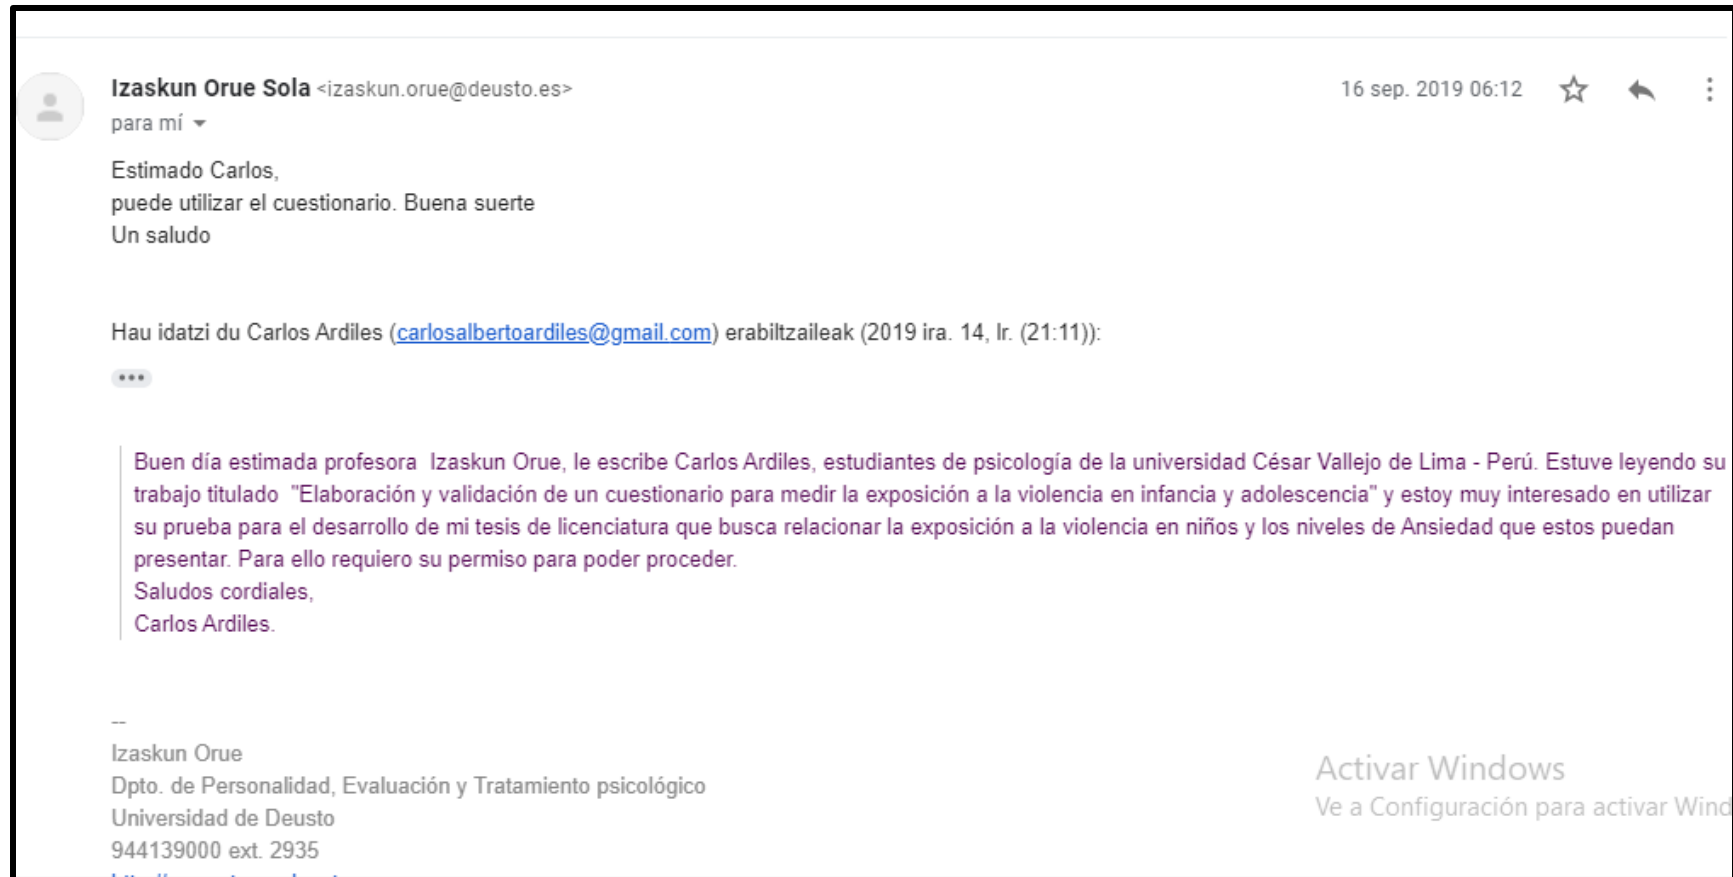 Izaskun Orue Sola <izaskun.orue@deusto.es>
16 sep. 2019 06:12
para mí
Estimado Carlos,
puede utilizar el cuestionario. Buena suerte
Un saludo
Hau idatzi du Carlos Ardiles (carlosalbertoardiles@gmail.com) erabiltzaileak (2019 ira. 14, lr. (21:11)):
Buen día estimada profesora  Izaskun Orue, le escribe Carlos Ardiles, estudiantes de psicología de la universidad César Vallejo de Lima - Perú. Estuve leyendo su
trabajo titulado  "Elaboración y validación de un cuestionario para medir la exposición a la violencia en infancia y adolescencia" y estoy muy interesado en utilizar
su prueba para el desarrollo de mi tesis de licenciatura que busca relacionar la exposición a la violencia en niños y los niveles de Ansiedad que estos puedan
presentar. Para ello requiero su permiso para poder proceder.
Saludos cordiales,
Carlos Ardiles.
--
Izaskun Orue
Dpto. de Personalidad, Evaluación y Tratamiento psicológico
Universidad de Deusto
944139000 ext. 2935
Activar Windows
Ve a Configuración para activar Wind